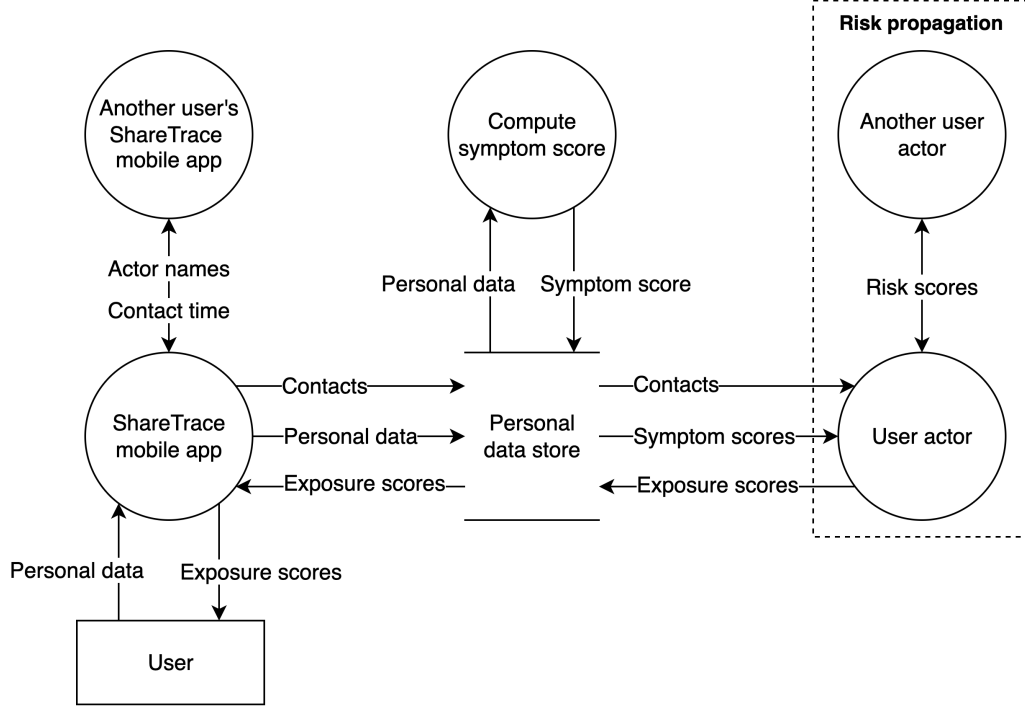 Risk propagation
Another user's
ShareTrace
mobile app
Compute
symptom score
Another user
actor
Actor names
Contact time
Personal data
Symptom score
Risk scores
ShareTrace
mobile app
Contacts
Personal data
Exposure scores
Personal
data store
Contacts
Symptom scores
Exposure scores
User actor
Personal data
Exposure scores
User